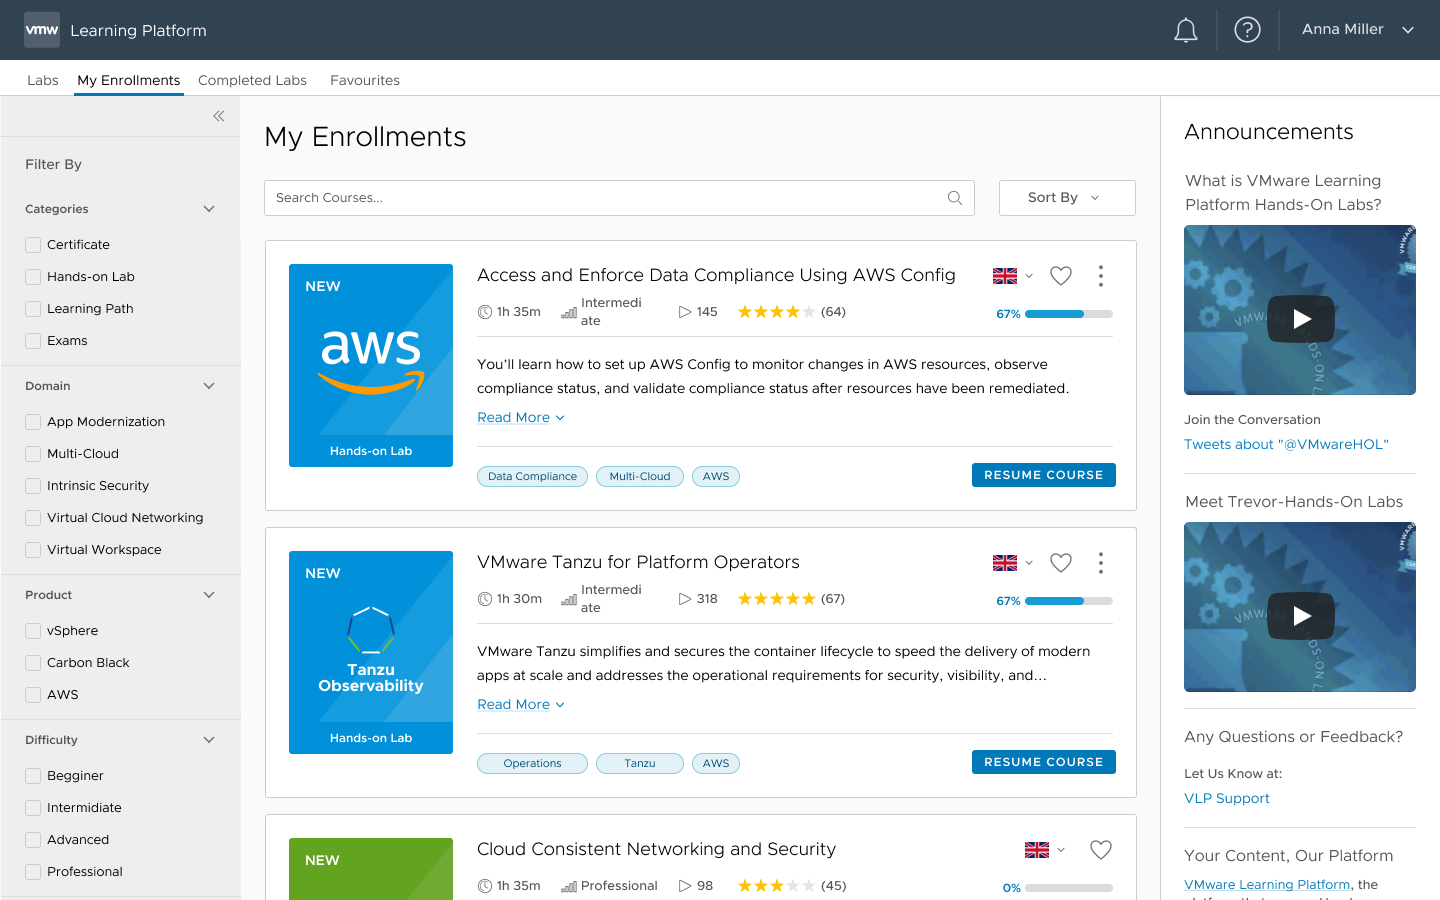 vmw Learning Platform
Anna Miller
Labs
My Enrollments
Completed Labs
Favourites
Filter By
Categories
Certificate
Hands-on Lab
Learning Path
Exams
Domain
App Modernization
Multi-Cloud
Intrinsic Security
Virtual Cloud Networking
Virtual Workspace
Product
vSphere
Carbon Black
AWS
Difficulty
Begginer
Intermidiate
Advanced
Professional
My Enrollments
Search Courses...
Sort By
NEW
aws
Hands-on Lab
Access and Enforce Data Compliance Using AWS Config
1h 35m
Intermedi
ate
145
(64)
67%
You'll learn how to set up AWS Config to monitor changes in AWS resources, observe
compliance status, and validate compliance status after resources have been remediated.
Read More
Data Compliance
Multi-Cloud
AWS
RESUME COURSE
NEW
Tanzu
Observability
Hands-on Lab
VMware Tanzu for Platform Operators
1h 30m
Intermedi
ate
318
(67)
67%
VMware Tanzu simplifies and secures the container lifecycle to speed the delivery of modern
apps at scale and addresses the operational requirements for security, visibility, and...
Read More
Operations
Tanzu
AWS
RESUME COURSE
NEW
Cloud Consistent Networking and Security
1h 35m
Professional
98
(45)
0%
Announcements
What is VMware Learning
Platform Hands-On Labs?
Join the Conversation
Tweets about "@VMwareHOL"
Meet Trevor-Hands-On Labs
Any Questions or Feedback?
Let Us Know at:
VLP Support
Your Content, Our Platform
VMware Learning Platform, the